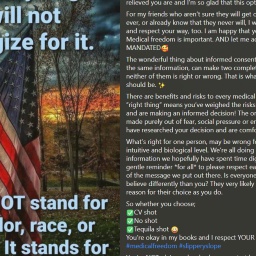 will not
gize for it.
NOT stand for
lor, race, or
It stands for
relieved you are and I'm so glad that this opt
For my friends who aren't sure they will get c
ever, or already know that they never will, I w
and respect your way, too. I am happy that y
Medical freedom is important. AND let me a
MANDATED🥰
The wonderful thing about informed consent
the same information, can make two complet
neither of them is right or wrong. That is wha
should be. ✨
There are benefits and risks to every medical
"right thing" means you've weighed the risks
and are making an informed decision! The or
made purely out of fear, social pressure or e
have researched your decision and are comfo
What's right for one person, may be wrong f
intuitive and biological level. We're all doing
information we hopefully have spent time di
gentle reminder *for all* to please respect ea
of the message we put out there. Is everyone
believe differently than you? They very likely
reason for their choice as you do.
So whether you choose;
✅CV shot
✅No shot
✅Tequila shot 😜
You're okay in my books and I respect YOUR
#medicalfreedom #slipperyslope